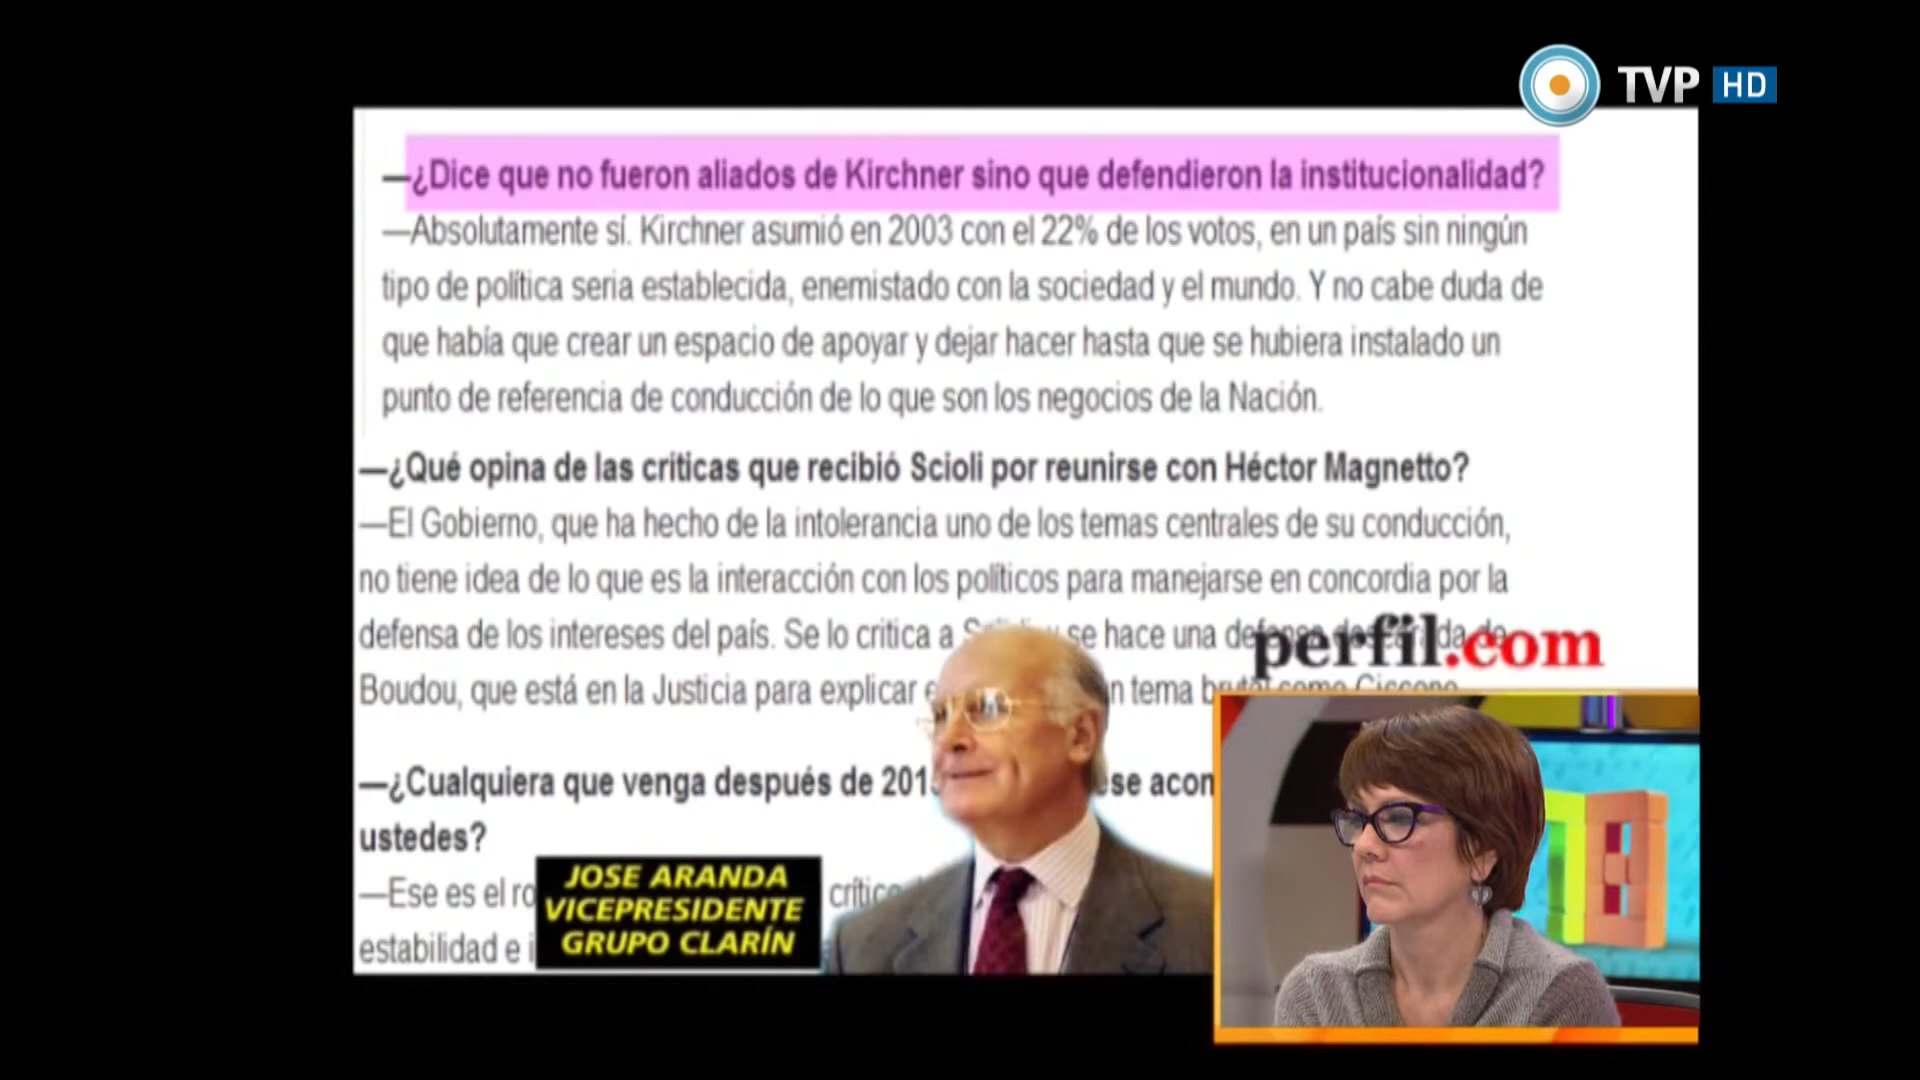 TVP HD
—¿Dice que no fueron aliados de Kirchner sino que defendieron la institucionalidad?
—Absolutamente sí. Kirchner asumió en 2003 con el 22% de los votos, en un país sin ningún
tipo de política seria establecida, enemistado con la sociedad y el mundo. Y no cabe duda de
que había que crear un espacio de apoyar y dejar hacer hasta que se hubiera instalado un
punto de referencia de conducción de lo que son los negocios de la Nación.
—¿Qué opina de las críticas que recibió Scioli por reunirse con Héctor Magnetto?
—El Gobierno, que ha hecho de la intolerancia uno de los temas centrales de su conducción,
no tiene idea de lo que es la interacción con los políticos para manejarse en concordia por la
defensa de los intereses del país. Se lo critica a se hace una
perfil.com
Boudou, que está en la Justicia para explicar tema
—¿Cualquiera que venga después de
ustedes?
—Ese es el
estabilidad e
JOSE ARANDA
VICEPRESIDENTE
GRUPO CLARÍN